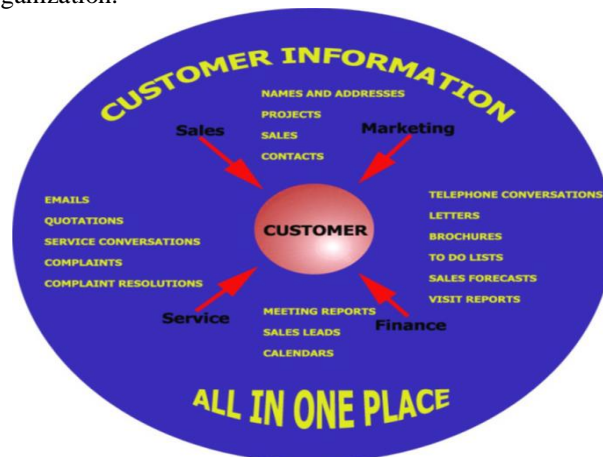 CUSTOMER INFORMATION
NAMES AND ADDRESSES
PROJECTS
SALES
CONTACTS
Sales
Marketing
EMAILS
QUOTATIONS
SERVICE CONVERSATIONS
COMPLAINTS
COMPLAINT RESOLUTIONS
CUSTOMER
TELEPHONE CONVERSATIONS
LETTERS
BROCHURES
TO DO LISTS
SALES FORECASTS
VISIT REPORTS
Service
MEETING REPORTS
SALES LEADS
CALENDARS
Finance
ALL IN ONE PLACE